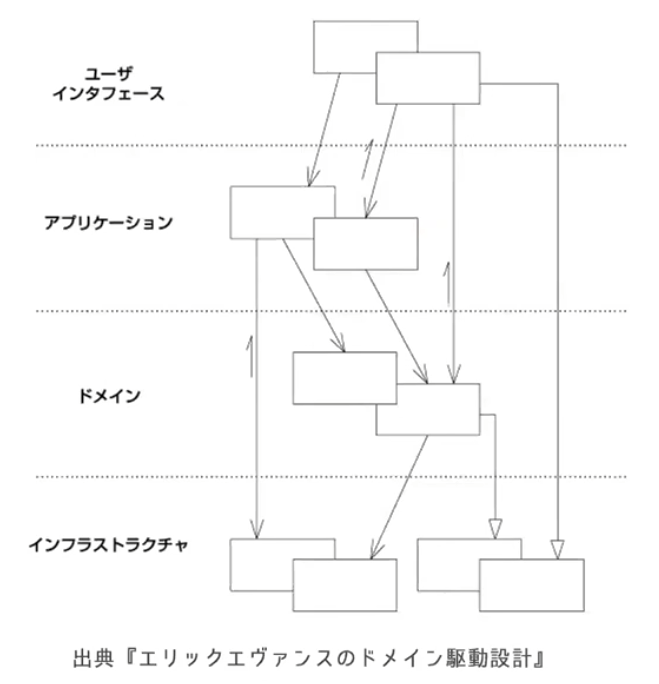 ユーザ
インタフェース
アプリケーション
ドメイン
インフラストラクチャ
出典『エリックエヴァンスのドメイン駆動設計』